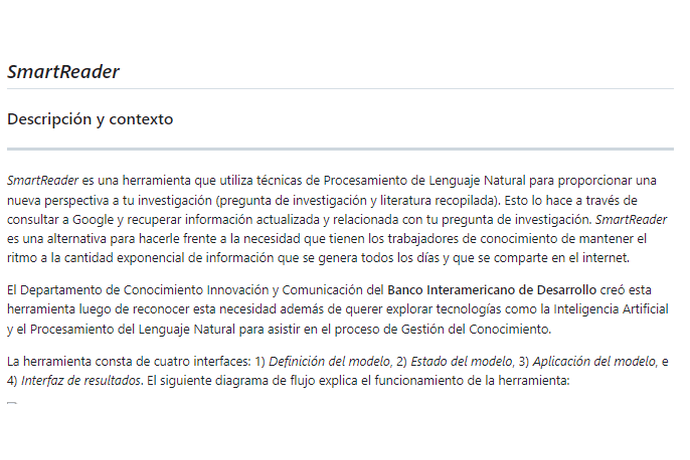 SmartReader
Descripción y contexto
SmartReader es una herramienta que utiliza técnicas de Procesamiento de Lenguaje Natural para proporcionar una
nueva perspectiva a tu investigación (pregunta de investigación y literatura recopilada). Esto lo hace a través de
consultar a Google y recuperar información actualizada y relacionada con tu pregunta de investigación. SmartReader
es una alternativa para hacerle frente a la necesidad que tienen los trabajadores de conocimiento de mantener el
ritmo a la cantidad exponencial de información que se genera todos los días y que se comparte en el internet.
El Departamento de Conocimiento Innovación y Comunicación del Banco Interamericano de Desarrollo creó esta
herramienta luego de reconocer esta necesidad además de querer explorar tecnologías como la Inteligencia Artificial
y el Procesamiento del Lenguaje Natural para asistir en el proceso de Gestión del Conocimiento.
La herramienta consta de cuatro interfaces: 1) Definición del modelo, 2) Estado del modelo, 3) Aplicación del modelo, e
4) Interfaz de resultados. El siguiente diagrama de flujo explica el funcionamiento de la herramienta: